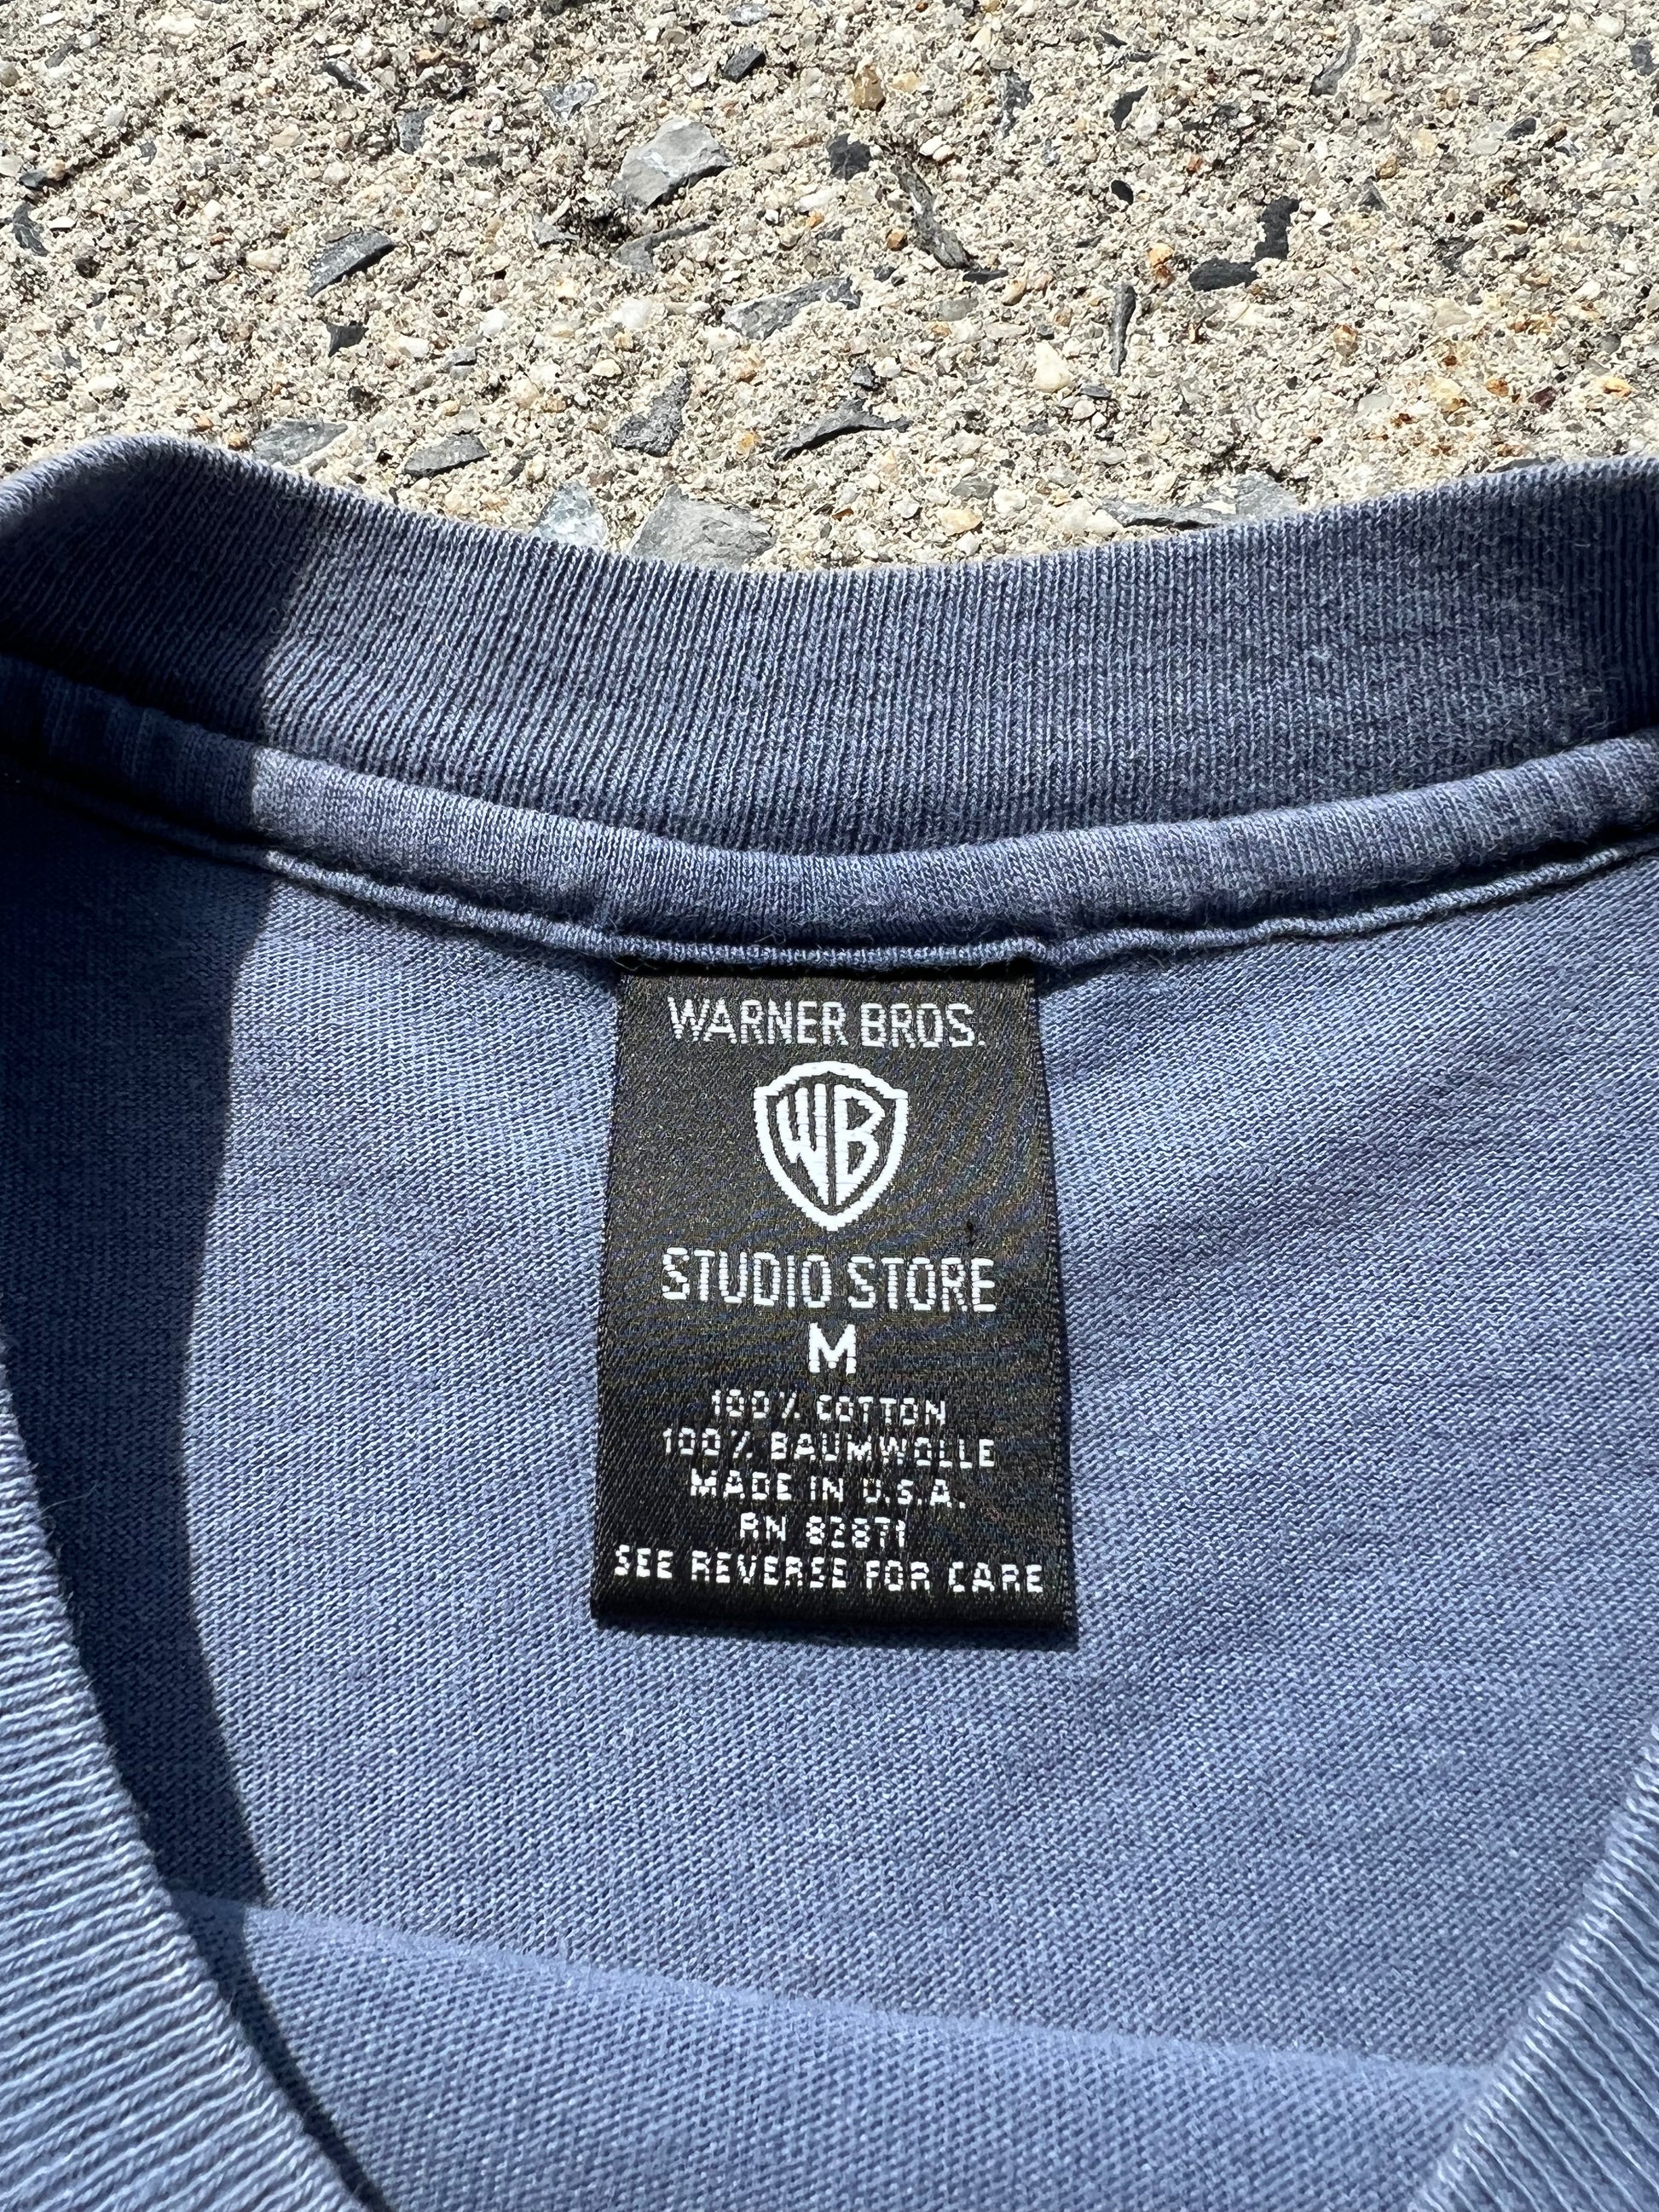 WARNER BROS.
WB
STUDIO STORE
M
100% COTTON
100% BAUMWOLLE
MADE IN U.S.A.
RN 82871
SEE REVERSE FOR CARE